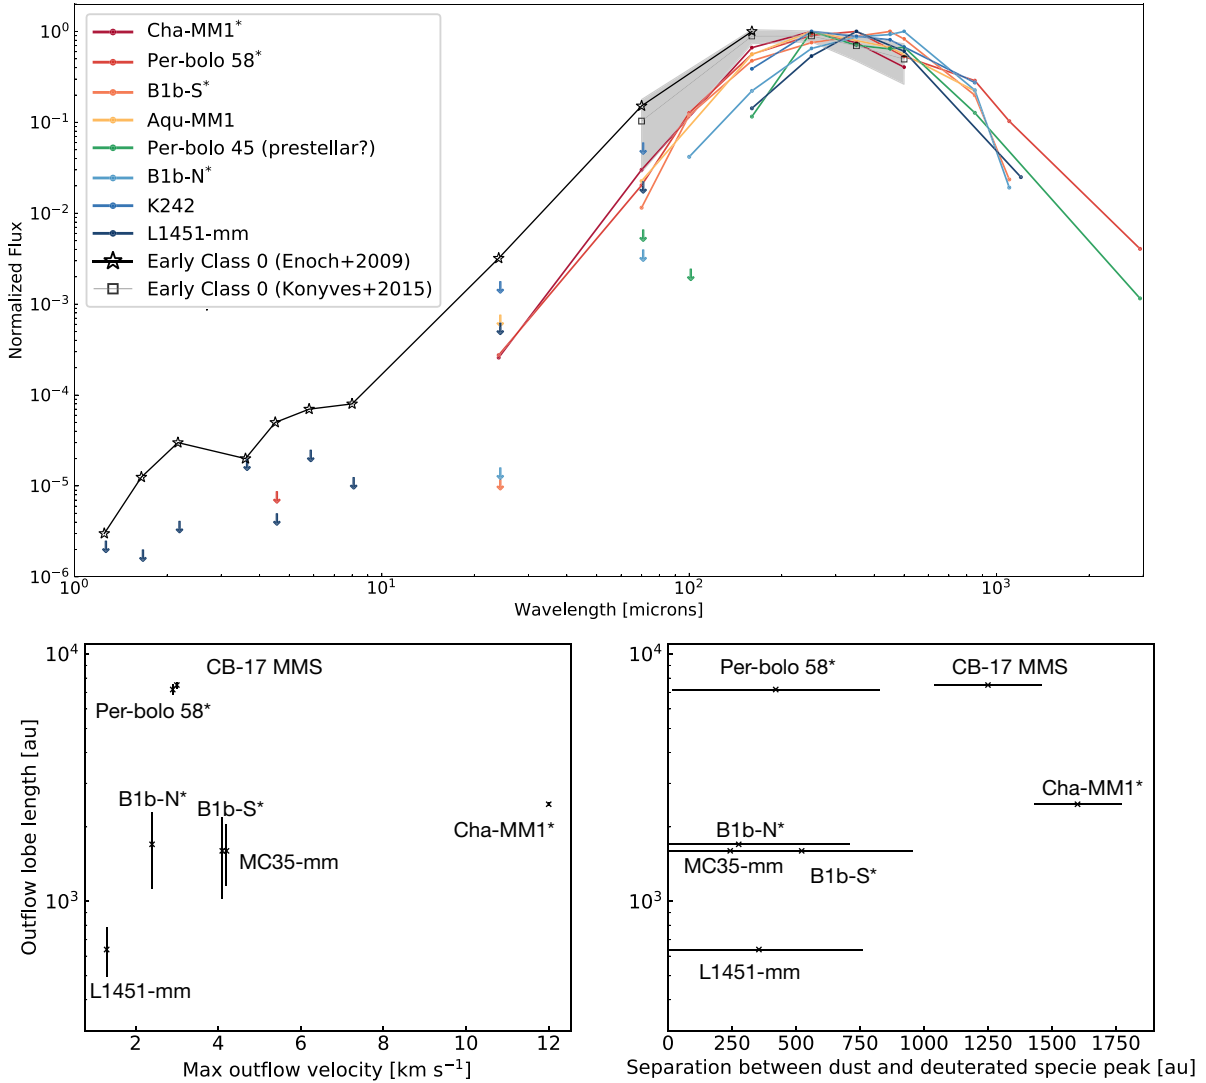 Cha-MM1*
Per-bolo 58*
B1b-S*
Aqu-MM1
Per-bolo 45 (prestellar?)
B1b-N*
K242
L1451-mm
Early Class 0 (Enoch+2009)
Early Class 0 (Konyves+2015)
Normalized Flux
10⁰
10⁻¹
10⁻²
10⁻³
10⁻⁴
10⁻⁵
10⁻⁶
10⁰
10¹
10²
10³
Wavelength [microns]
Outflow lobe length [au]
10⁴
10³
CB-17 MMS
Per-bolo 58*
B1b-N*
B1b-S*
Cha-MM1*
MC35-mm
L1451-mm
2 4 6 8 10 12
Max outflow velocity [km s⁻¹]
10⁴
10³
Per-bolo 58*
CB-17 MMS
Cha-MM1*
B1b-N*
MC35-mm
B1b-S*
L1451-mm
0 250 500 750 1000 1250 1500 1750
Separation between dust and deuterated specie peak [au]